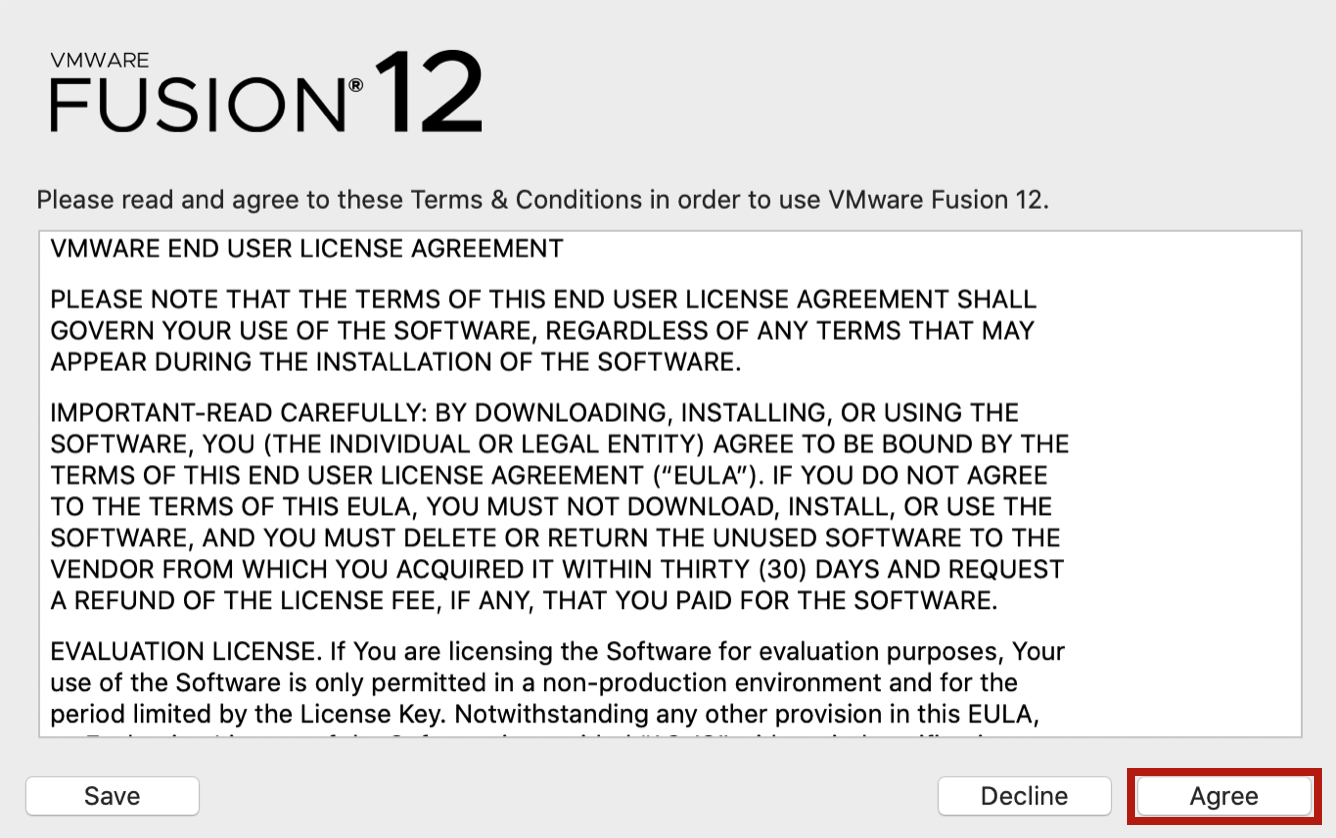 VMWARE
FUSION® 12
Please read and agree to these Terms & Conditions in order to use VMware Fusion 12.
VMWARE END USER LICENSE AGREEMENT
PLEASE NOTE THAT THE TERMS OF THIS END USER LICENSE AGREEMENT SHALL
GOVERN YOUR USE OF THE SOFTWARE, REGARDLESS OF ANY TERMS THAT MAY
APPEAR DURING THE INSTALLATION OF THE SOFTWARE.
IMPORTANT-READ CAREFULLY: BY DOWNLOADING, INSTALLING, OR USING THE
SOFTWARE, YOU (THE INDIVIDUAL OR LEGAL ENTITY) AGREE TO BE BOUND BY THE
TERMS OF THIS END USER LICENSE AGREEMENT (“EULA”). IF YOU DO NOT AGREE
TO THE TERMS OF THIS EULA, YOU MUST NOT DOWNLOAD, INSTALL, OR USE THE
SOFTWARE, AND YOU MUST DELETE OR RETURN THE UNUSED SOFTWARE TO THE
VENDOR FROM WHICH YOU ACQUIRED IT WITHIN THIRTY (30) DAYS AND REQUEST
A REFUND OF THE LICENSE FEE, IF ANY, THAT YOU PAID FOR THE SOFTWARE.
EVALUATION LICENSE. If You are licensing the Software for evaluation purposes, Your
use of the Software is only permitted in a non-production environment and for the
period limited by the License Key. Notwithstanding any other provision in this EULA,
Save
Decline
Agree